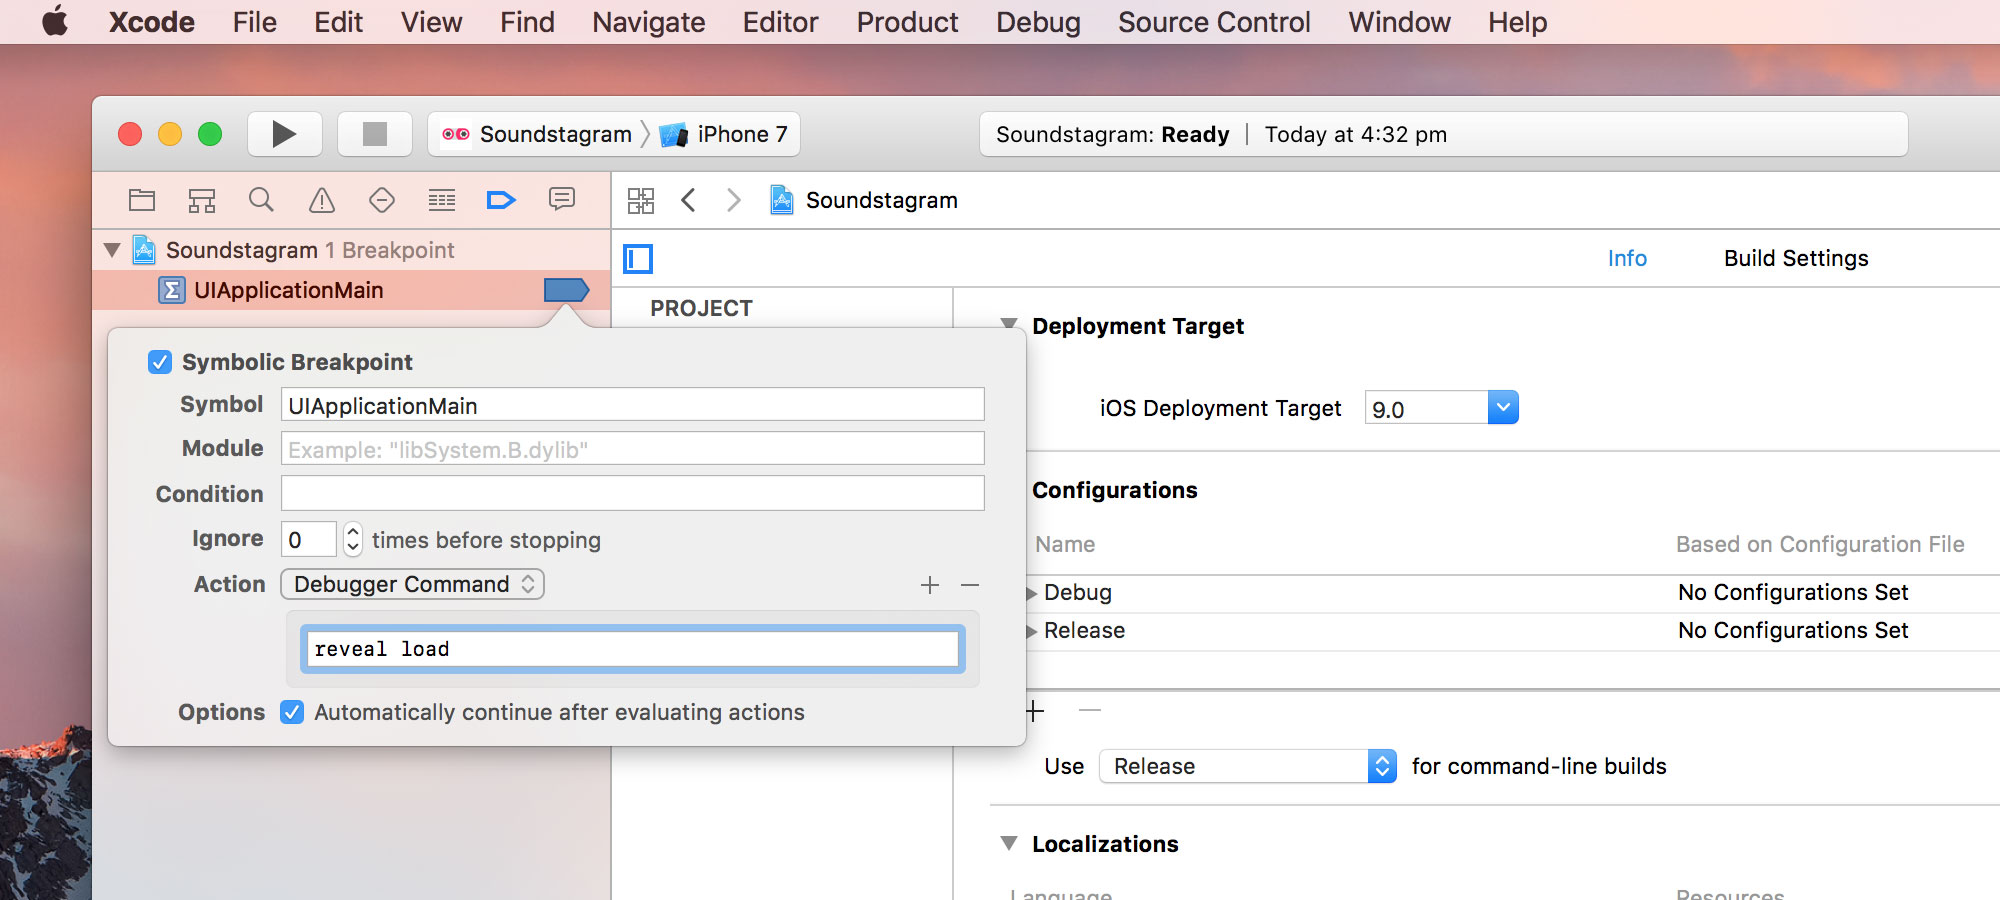 Xcode File Edit View Find Navigate Editor Product Debug Source Control Window Help
Soundstagram iPhone 7
Soundstagram: Ready | Today at 4:32 pm
Soundstagram
Soundstagram 1 Breakpoint
UIApplicationMain
Info Build Settings
PROJECT
Symbolic Breakpoint
Symbol UIApplicationMain
Module Example: "libSystem.B.dylib"
Condition
Ignore 0 times before stopping
Action Debugger Command
reveal load
Options Automatically continue after evaluating actions
Deployment Target
iOS Deployment Target 9.0
Configurations
Name Based on Configuration File
Debug No Configurations Set
Release No Configurations Set
Use Release for command-line builds
Localizations
Language Resources